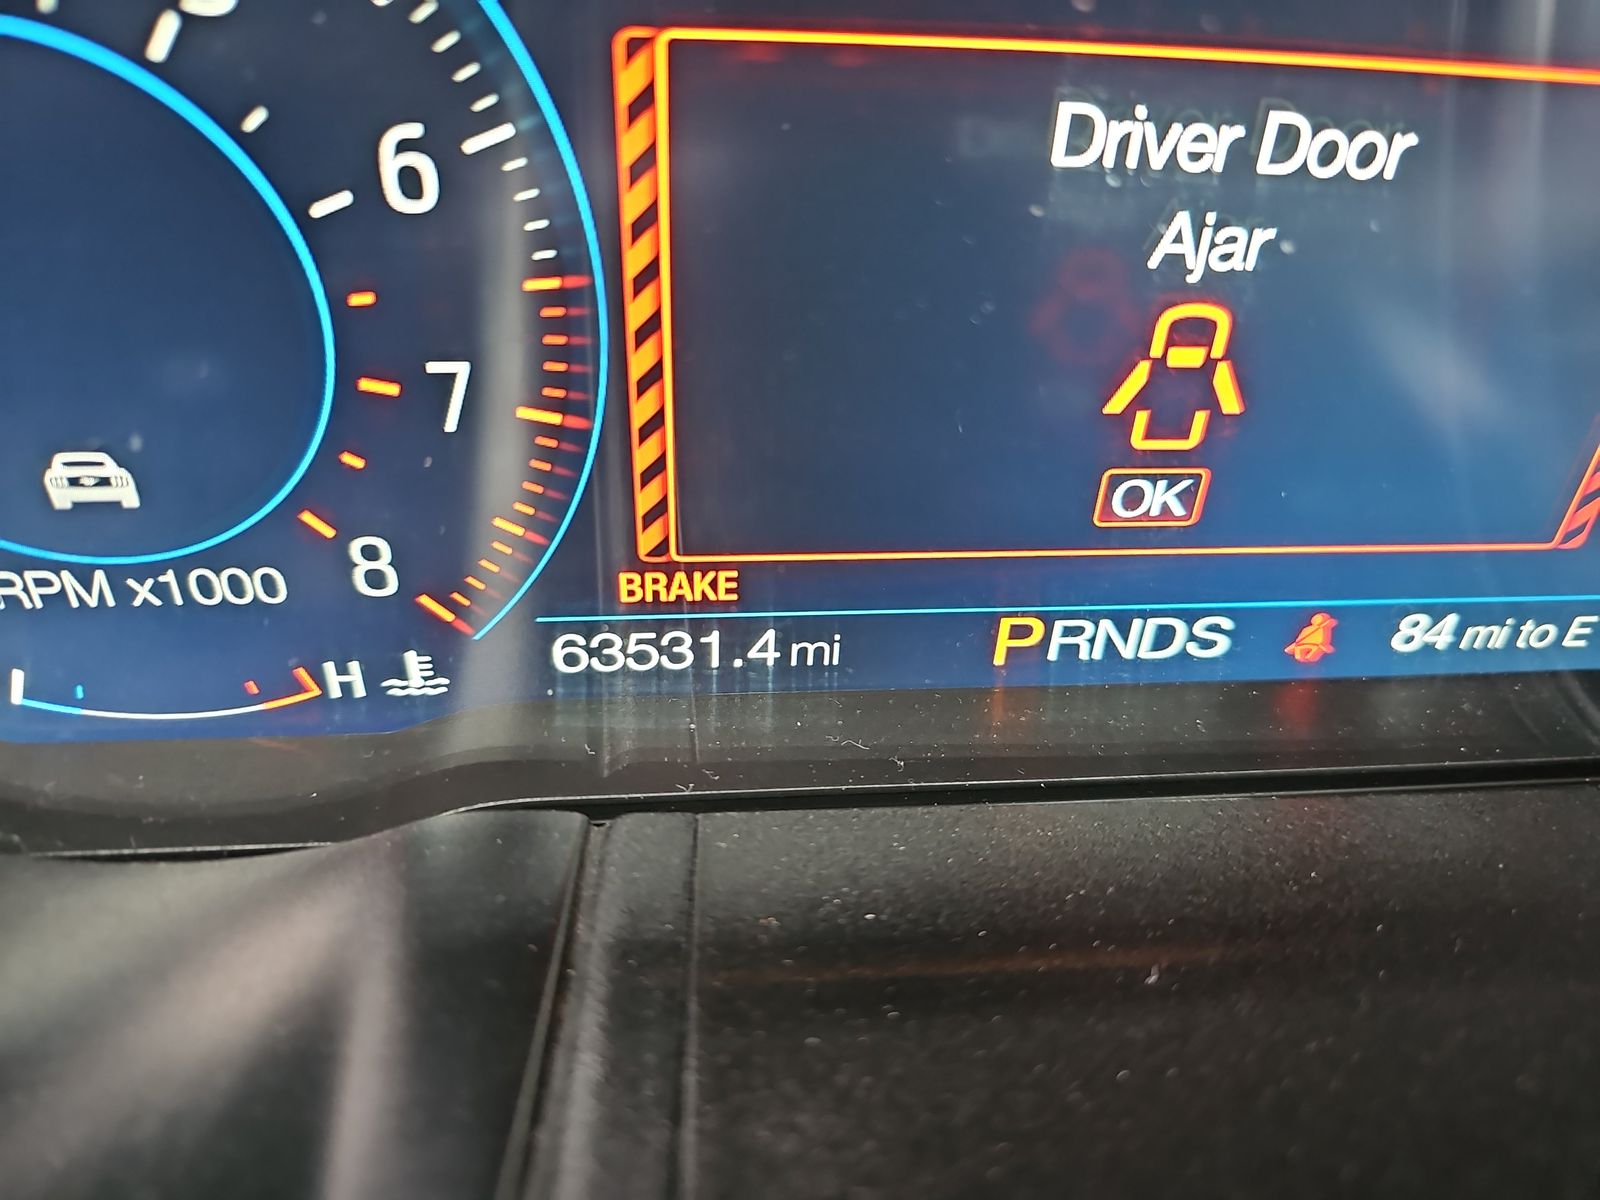 6
7
8
RPM x1000
H
Driver Door
Ajar
OK
BRAKE
63531.4 mi
PRNDS
84 mi to E